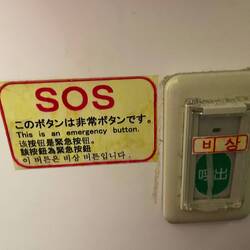 SOS
このボタンは非常ボタンです。
This is an emergency button.
该按钮是紧急按钮。
該按鈕為緊急按鈕
이 버튼은 비상 버튼입니다.
비상
呼出